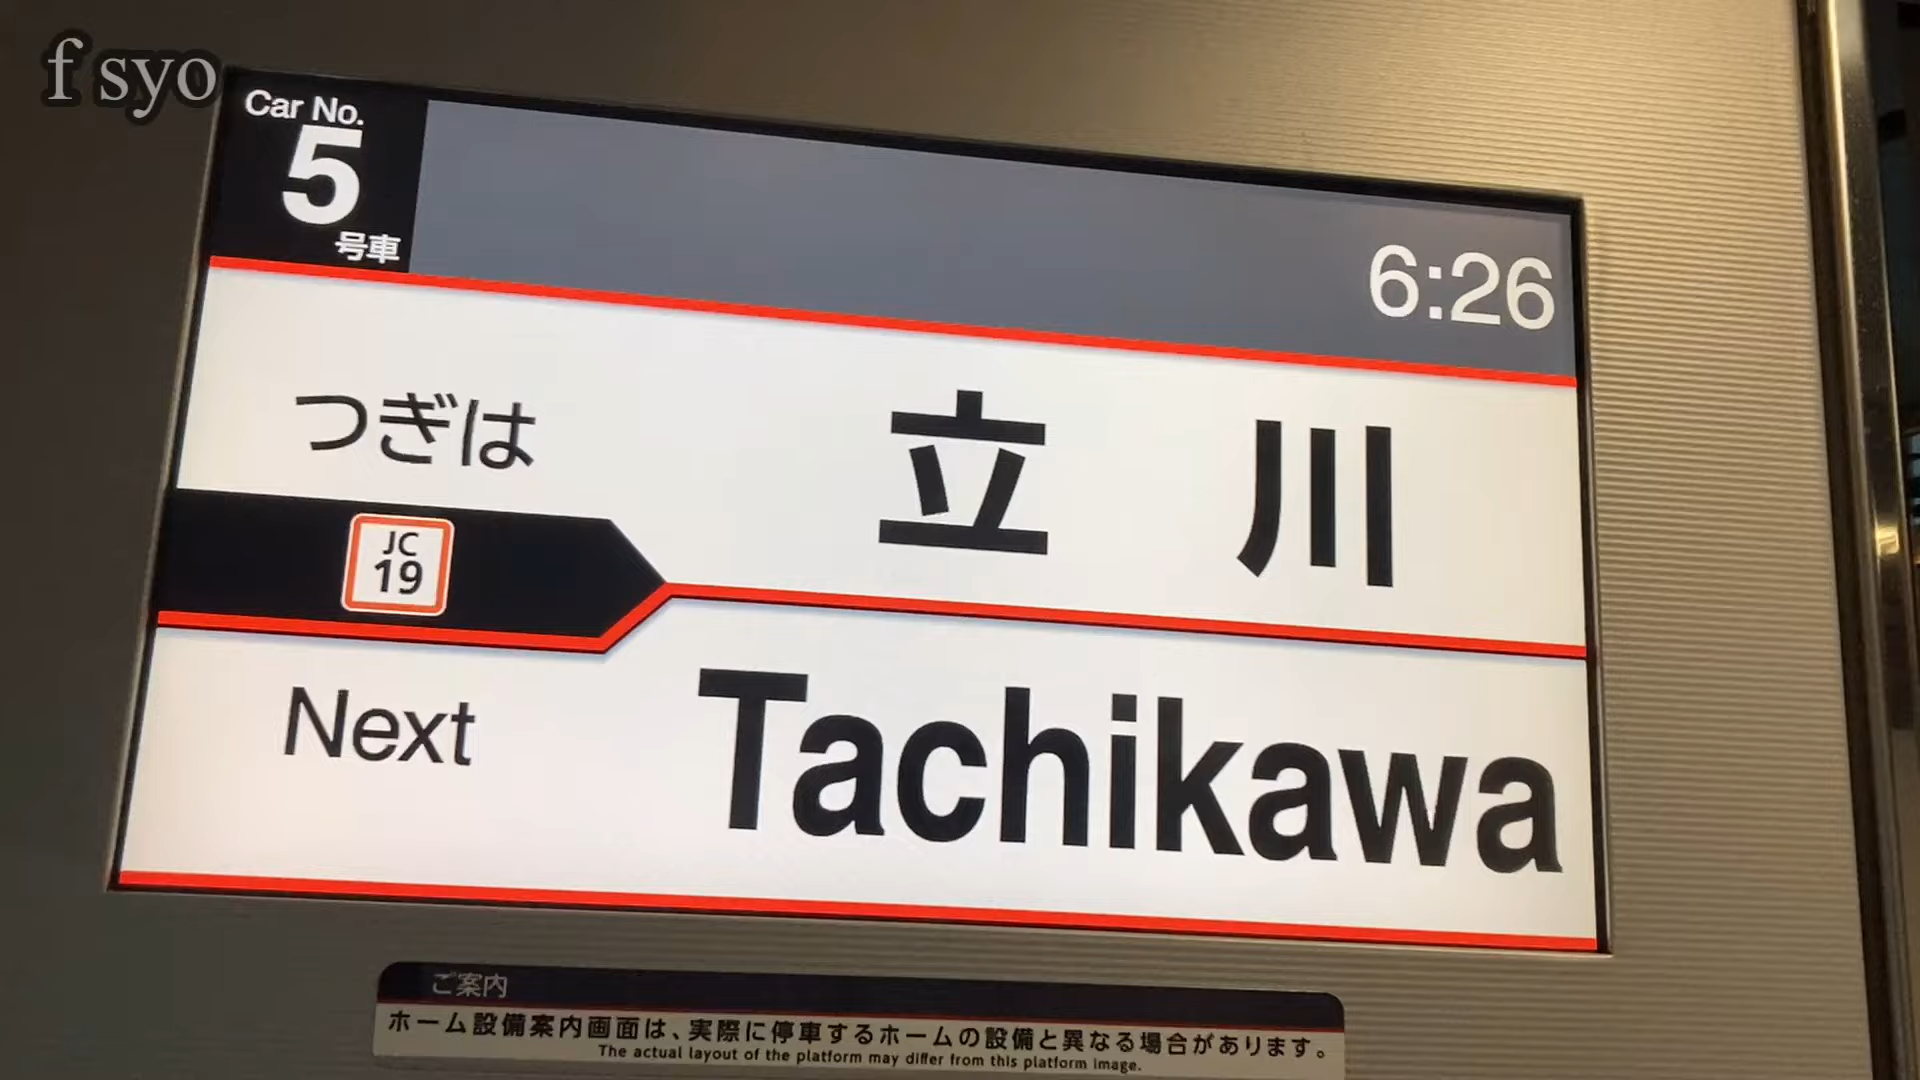 f syo
Car No.
5
号車
6:26
つぎは
立川
JC
19
Next
Tachikawa
ご案内
ホーム設備案内画面は、実際に停車するホームの設備と異なる場合があります。
The actual layout of the platform may differ from this platform image.